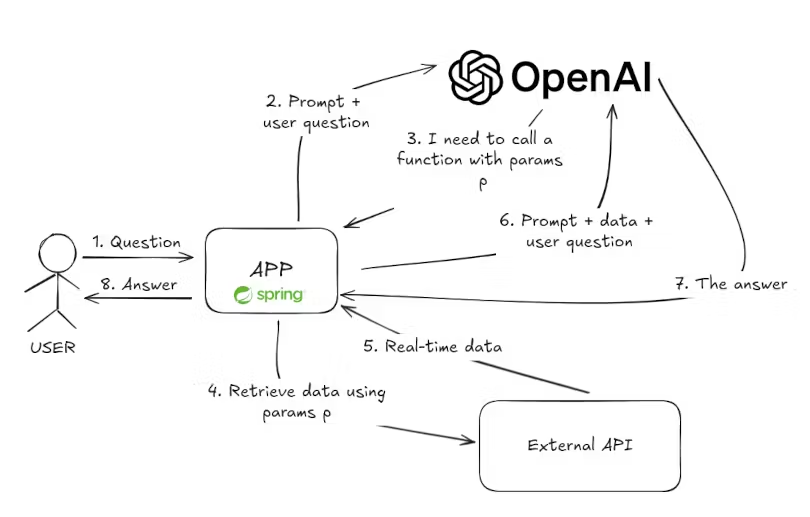 OpenAI
2. Prompt +
user question
3. I need to call a
function with params
p
1. Question
6. Prompt + data +
user question
APP
spring
8. Answer
7. The answer
USER
5. Real-time data
4. Retrieve data using
params p
External API